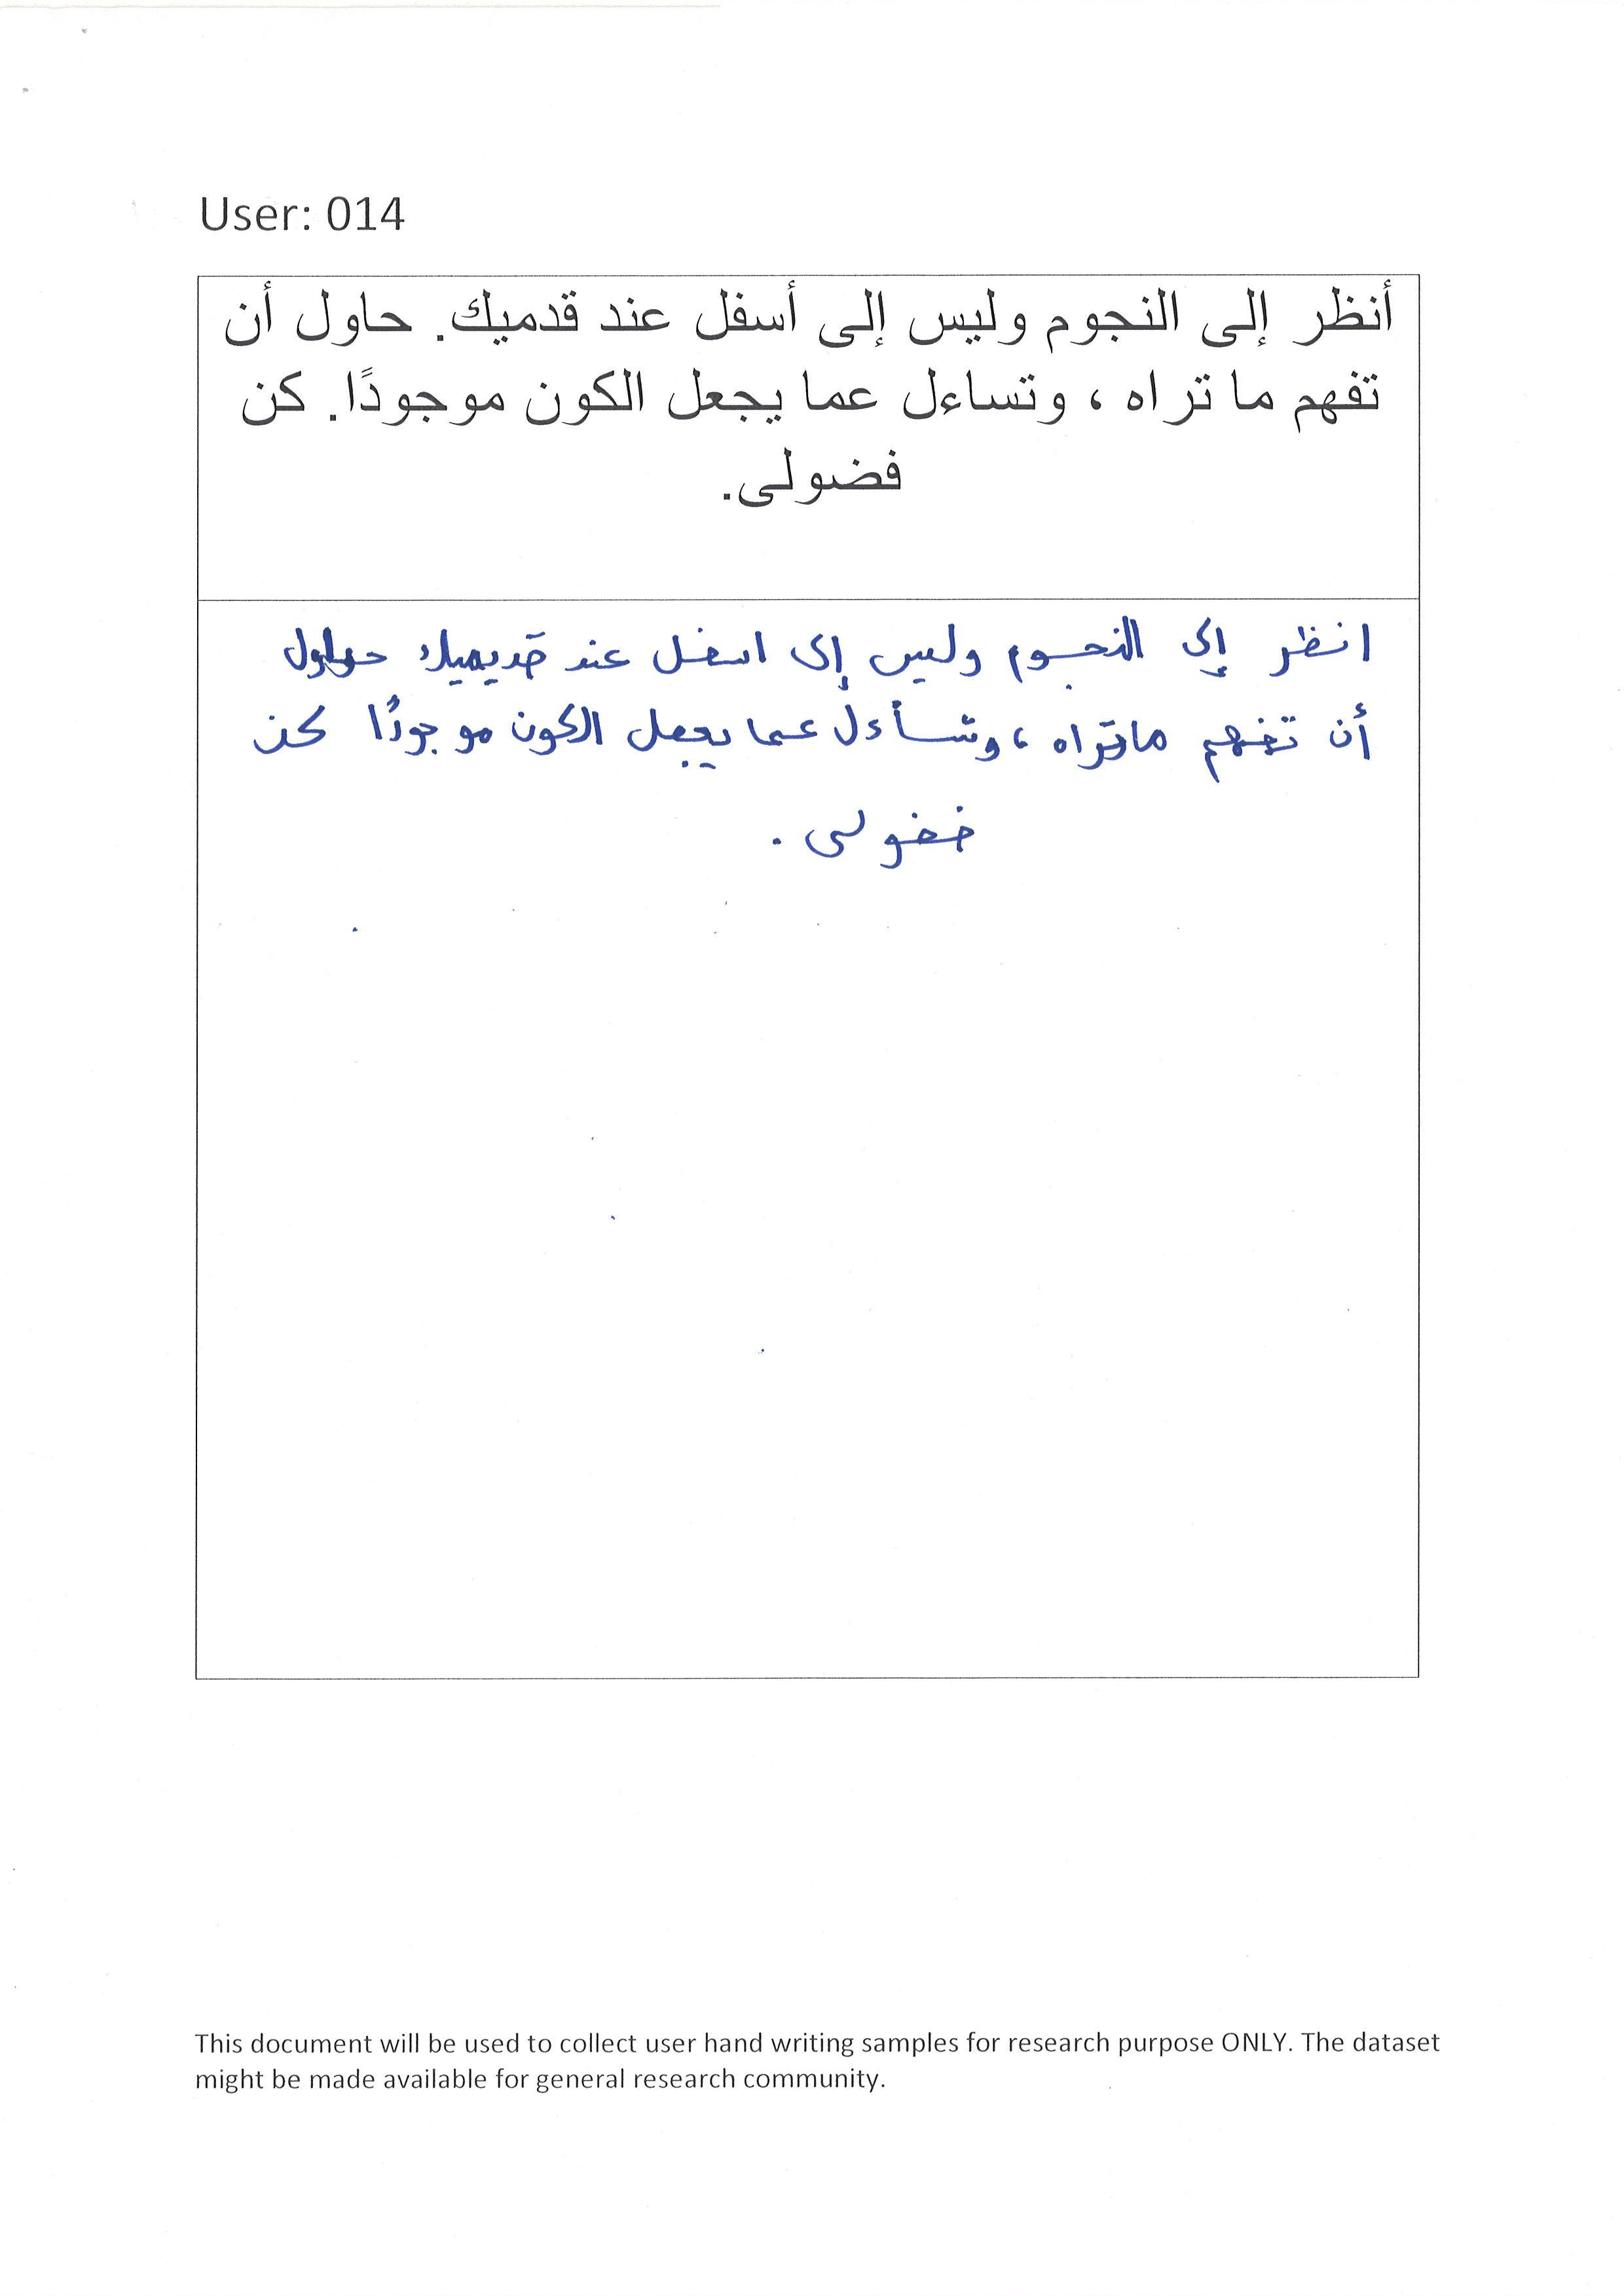 User: 014
أنظر إلى النجوم وليس إلى أسفل عند قدميك. حاول أن
تفهم ما تراه ، وتساءل عما يجعل الكون موجودًا. كن
فضولى.
انظر إلى النجوم وليس إلى اسفل عند قديميك حاول
أن تفهم ماتراه ، وتسأءل عما يجعل الكون موجودًا كن
فضولى .
This document will be used to collect user hand writing samples for research purpose ONLY. The dataset
might be made available for general research community.